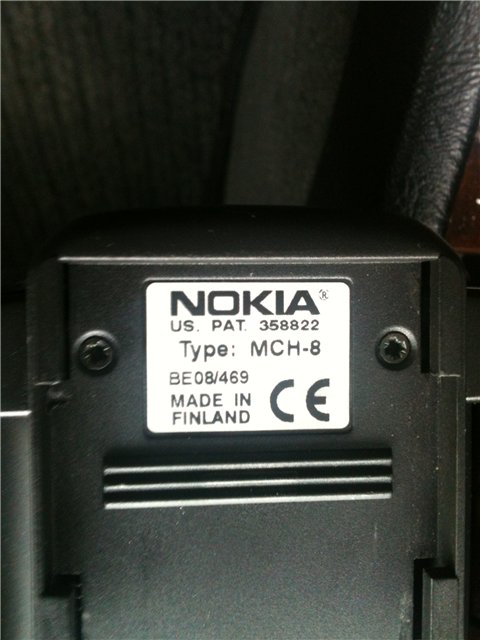 NOKIA®
US. PAT. 358822
Type: MCH-8
BE08/469
MADE IN
FINLAND
CE